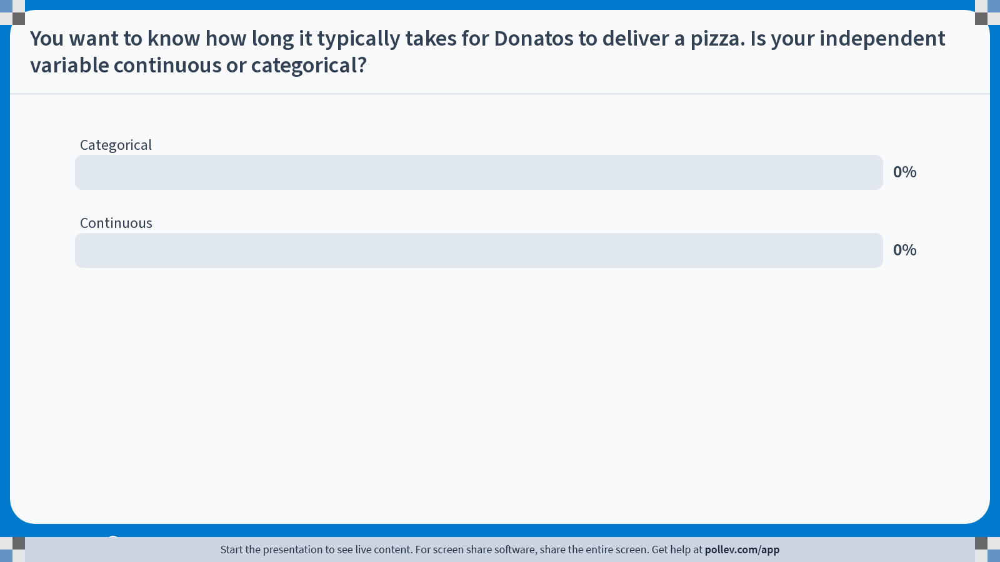 You want to know how long it typically takes for Donatos to deliver a pizza. Is your independent
variable continuous or categorical?
Categorical
0%
Continuous
0%
Start the presentation to see live content. For screen share software, share the entire screen. Get help at pollev.com/app